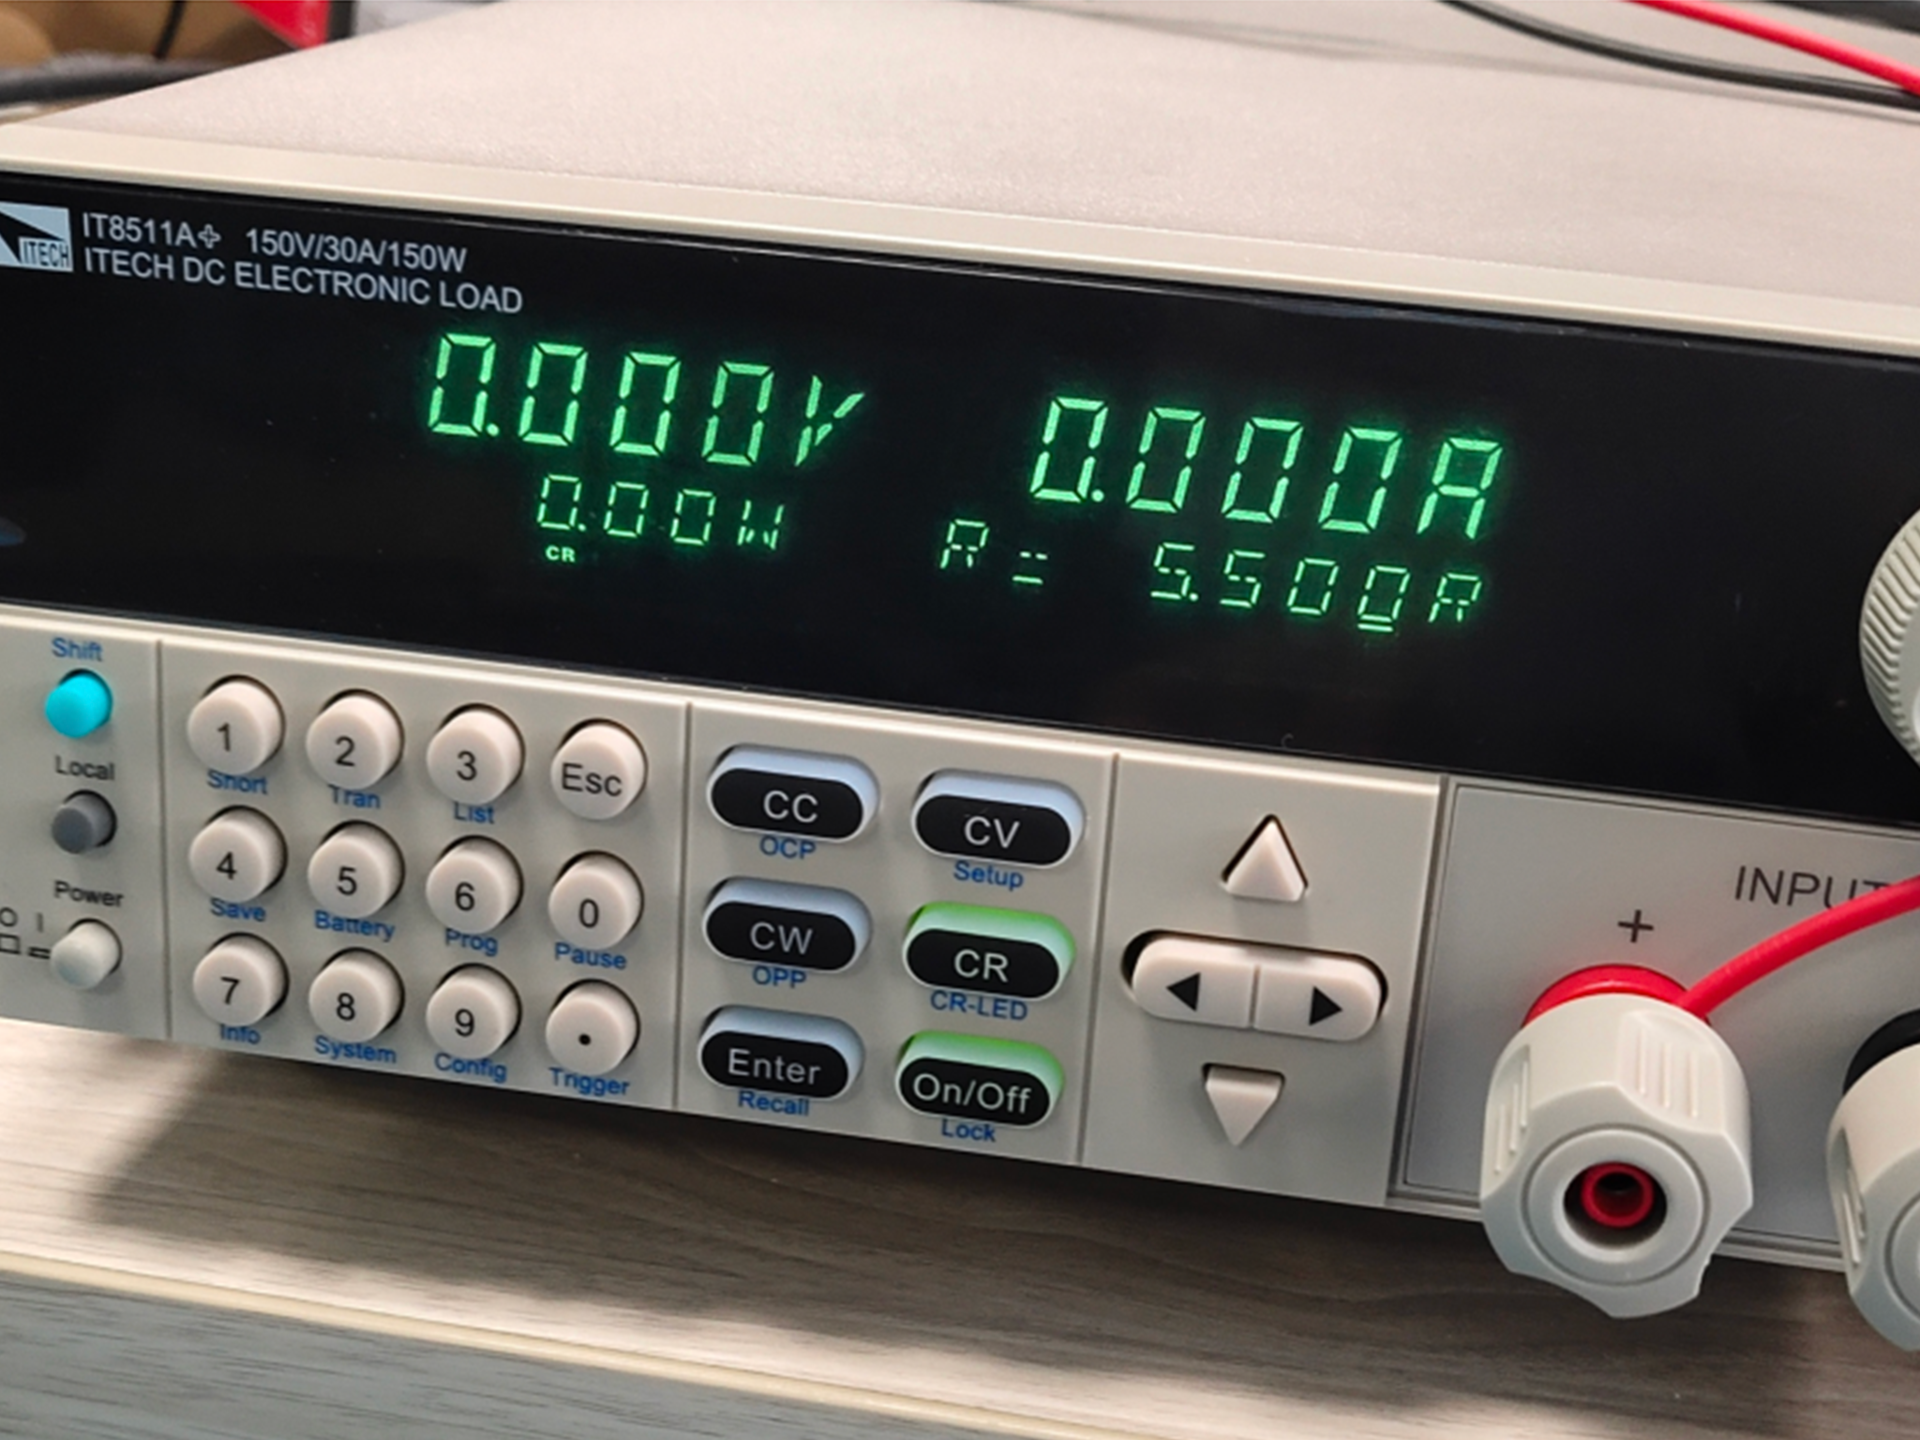 ITECH
IT8511A+ 150V/30A/150W
ITECH DC ELECTRONIC LOAD
0.000V 0.000A
0.00W R = 5.500R
CR
Shift
Local
Power
O I
1 2 3 Esc
Short Tran List
4 5 6 0
Save Battery Prog Pause
7 8 9 .
Info System Config Trigger
CC CV
OCP Setup
CW CR
OPP CR-LED
Enter On/Off
Recall Lock
+